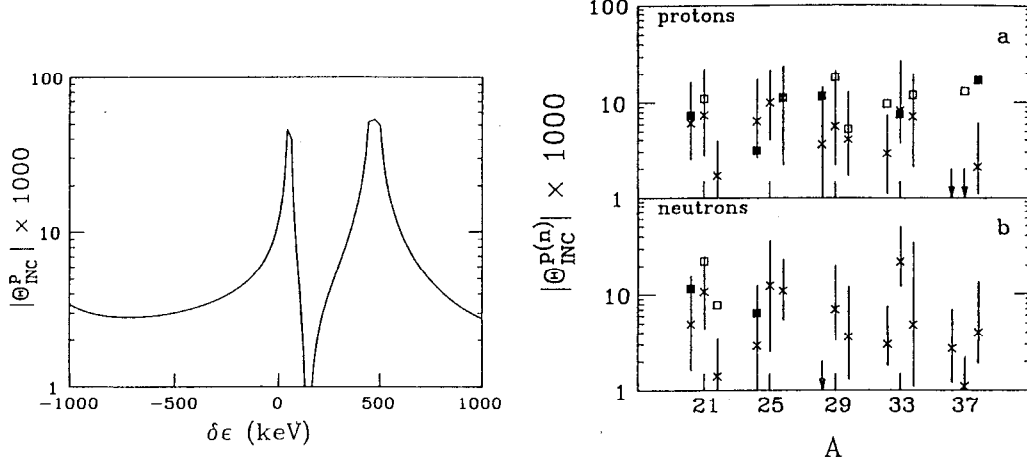 |Θ^P_INC| × 1000
100
10
1
−1000
−500
0
500
1000
δε (keV)
|Θ^P(n)_INC| × 1000
100
protons
a
10
1
neutrons
b
10
1
21
25
29
33
37
A